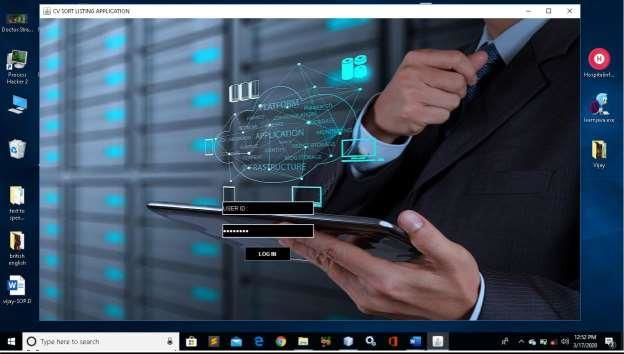 CV SORT LISTING APPLICATION
Doctor Stra...
Process
Hacker 2
text to
spee...
british
english
vijay-SOP.D
HospitalInf...
Vijay
PLATFORM
APPLICATION
INFRASTRUCTURE
USER ID :
LOG IN
Type here to search
12:52 PM
3/17/2020